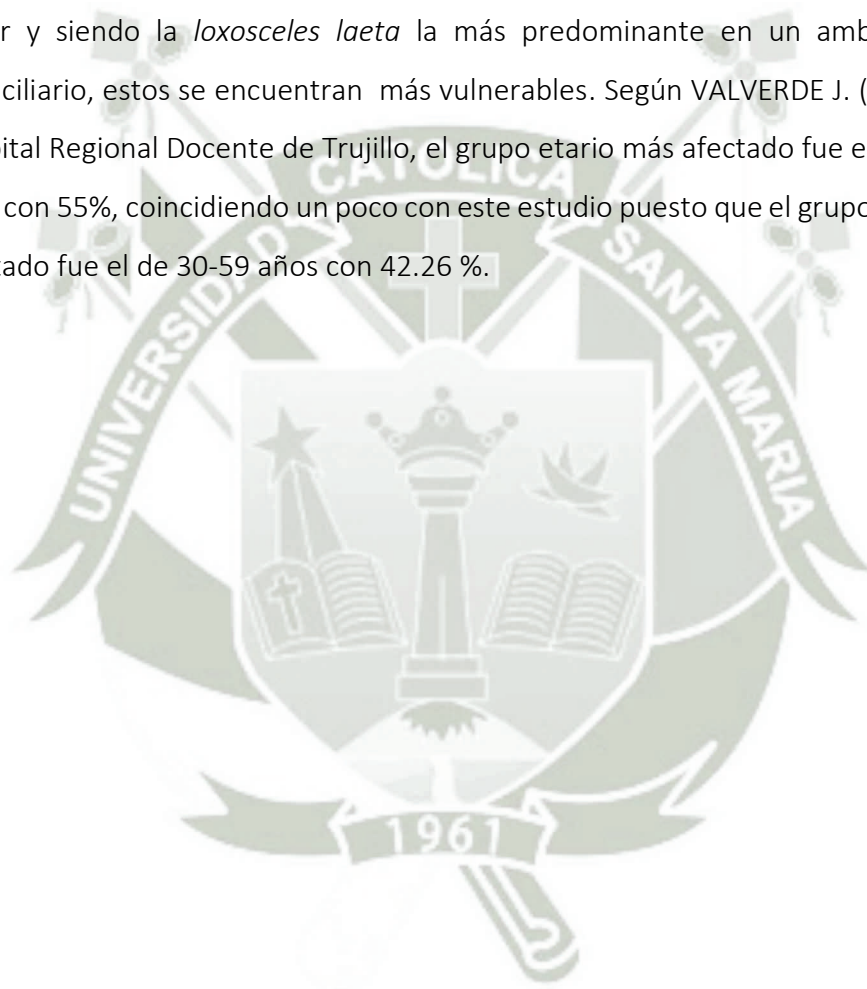 r y siendo la loxosceles laeta la más predominante en un amb
ciliario, estos se encuentran más vulnerables. Según VALVERDE J. (
ital Regional Docente de Trujillo, el grupo etario más afectado fue e
con 55%, coincidiendo un poco con este estudio puesto que el grupo
tado fue el de 30-59 años con 42.26 %.
UNIVERSIDAD CATOLICA SANTA MARIA
1961